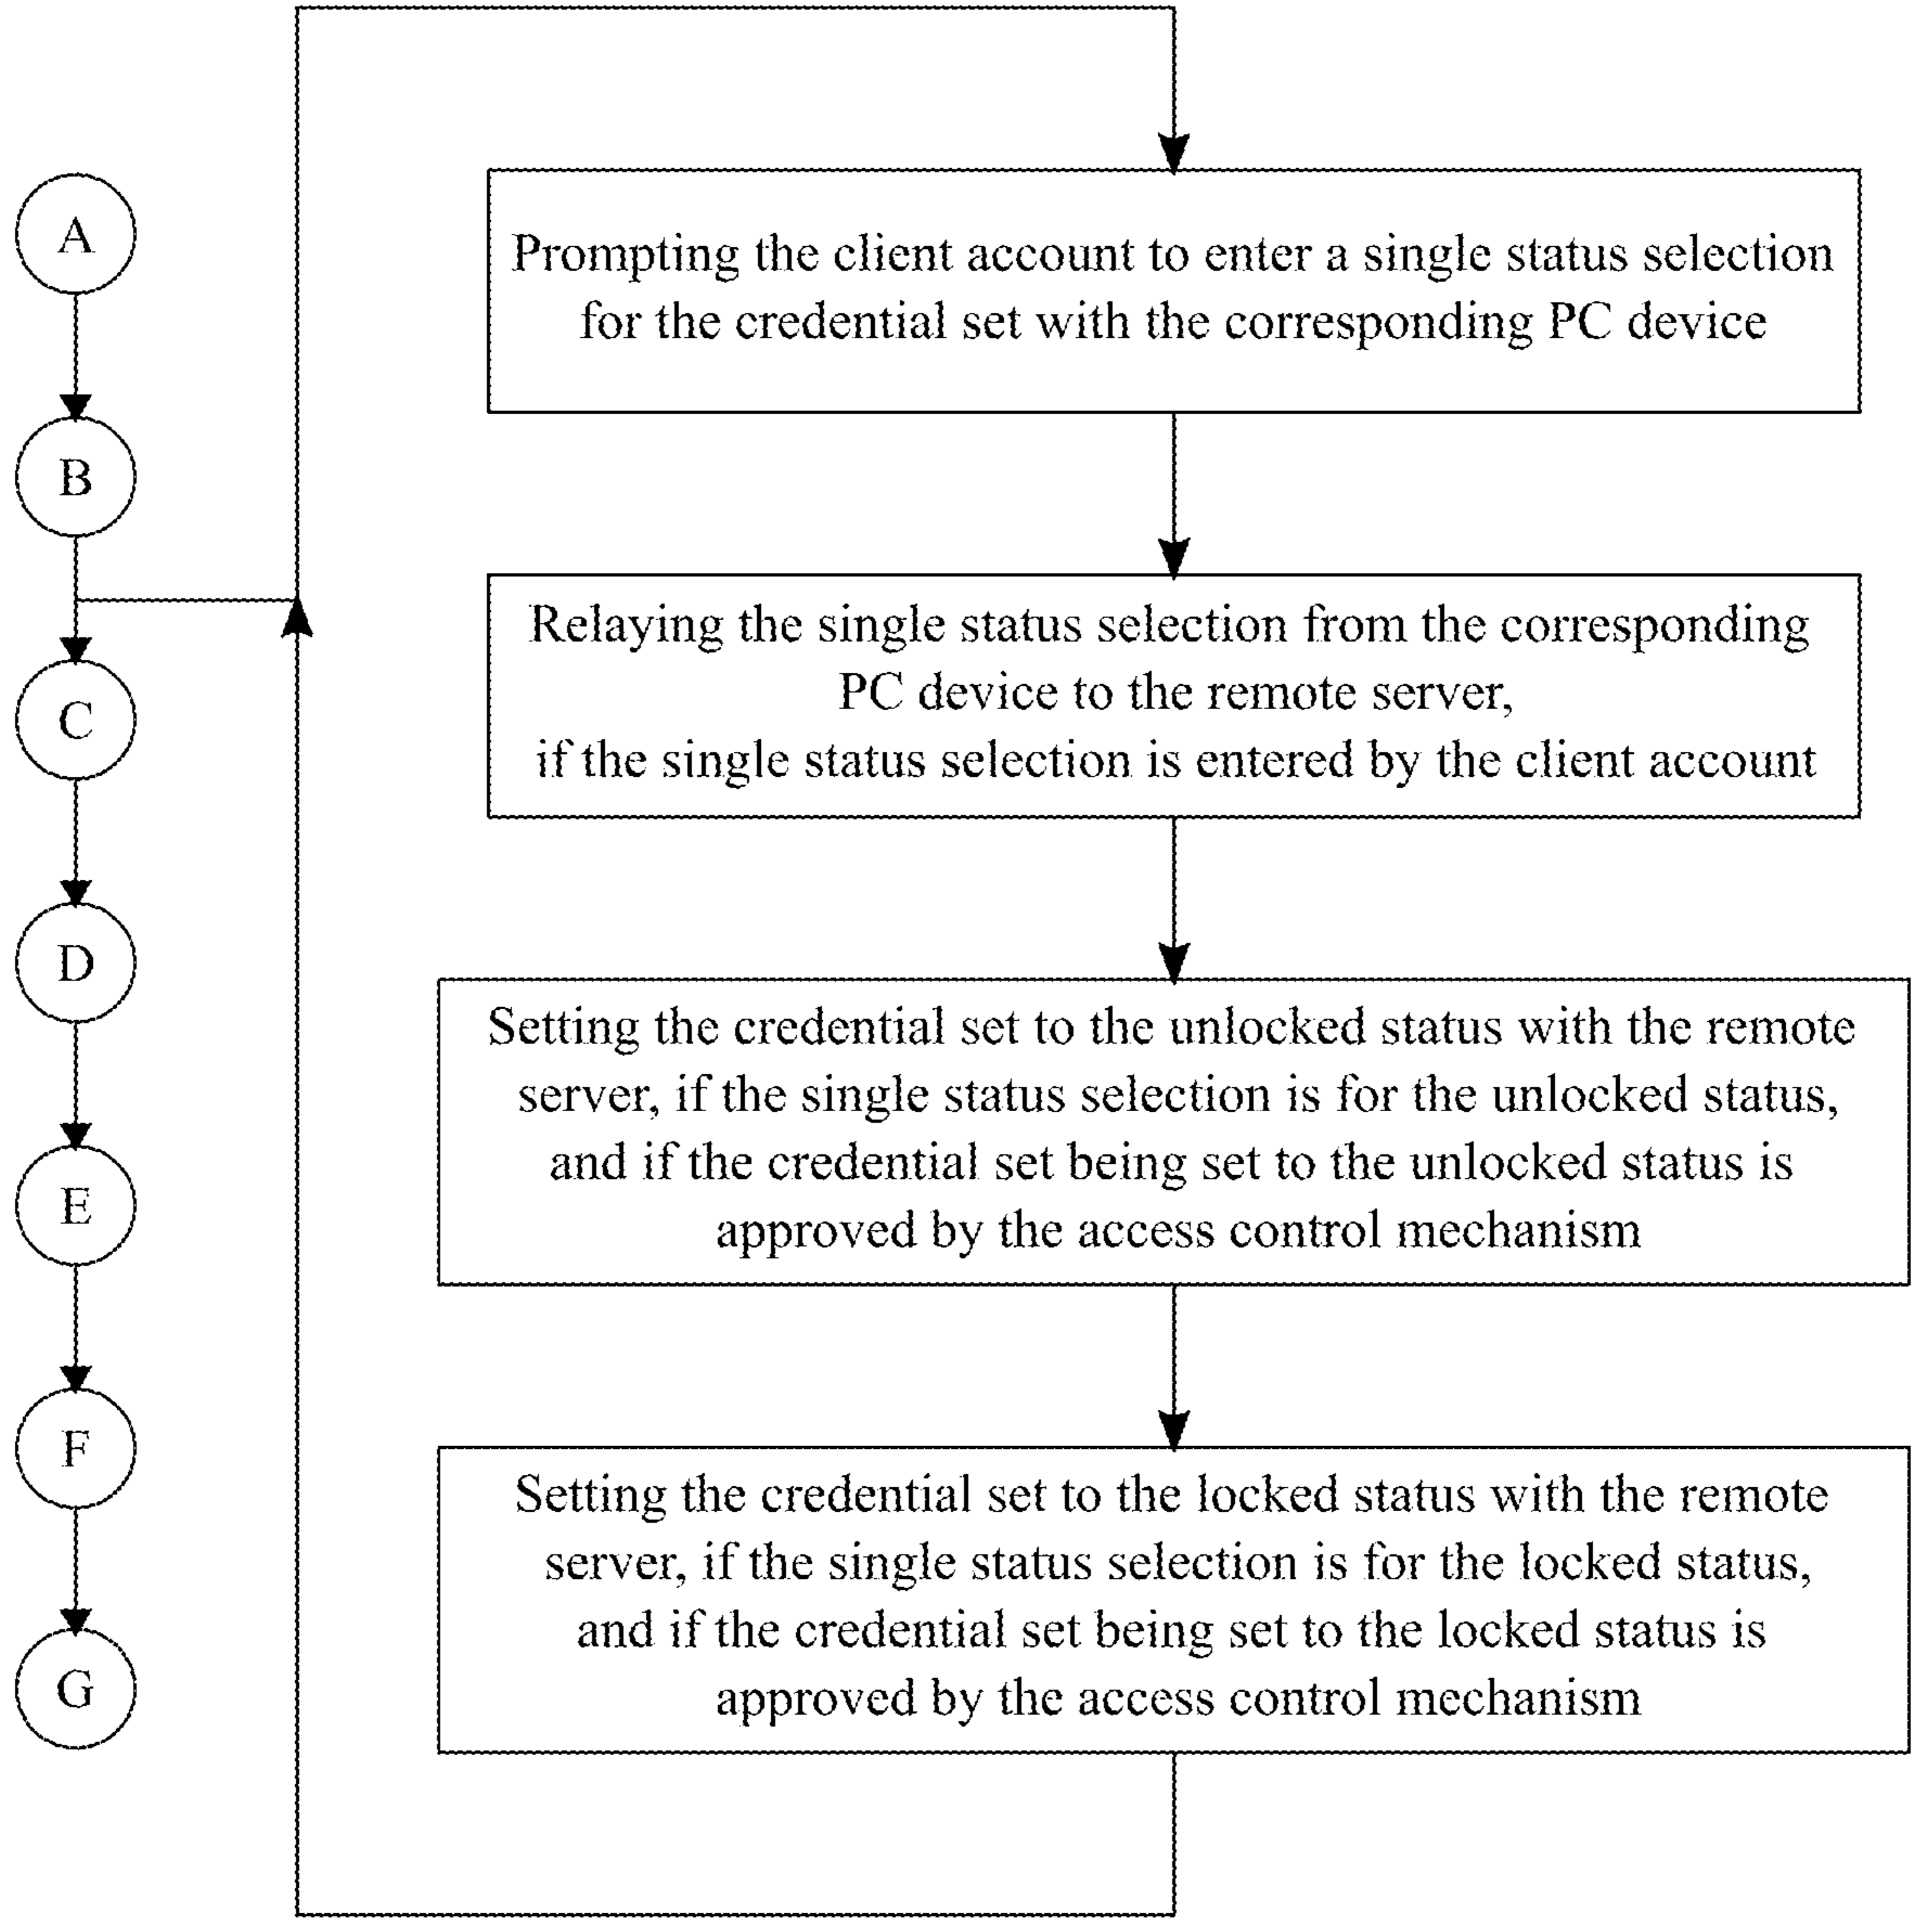 A
B
C
D
E
F
G
Prompting the client account to enter a single status selection
for the credential set with the corresponding PC device
Relaying the single status selection from the corresponding
PC device to the remote server,
if the single status selection is entered by the client account
Setting the credential set to the unlocked status with the remote
server, if the single status selection is for the unlocked status,
and if the credential set being set to the unlocked status is
approved by the access control mechanism
Setting the credential set to the locked status with the remote
server, if the single status selection is for the locked status,
and if the credential set being set to the locked status is
approved by the access control mechanism